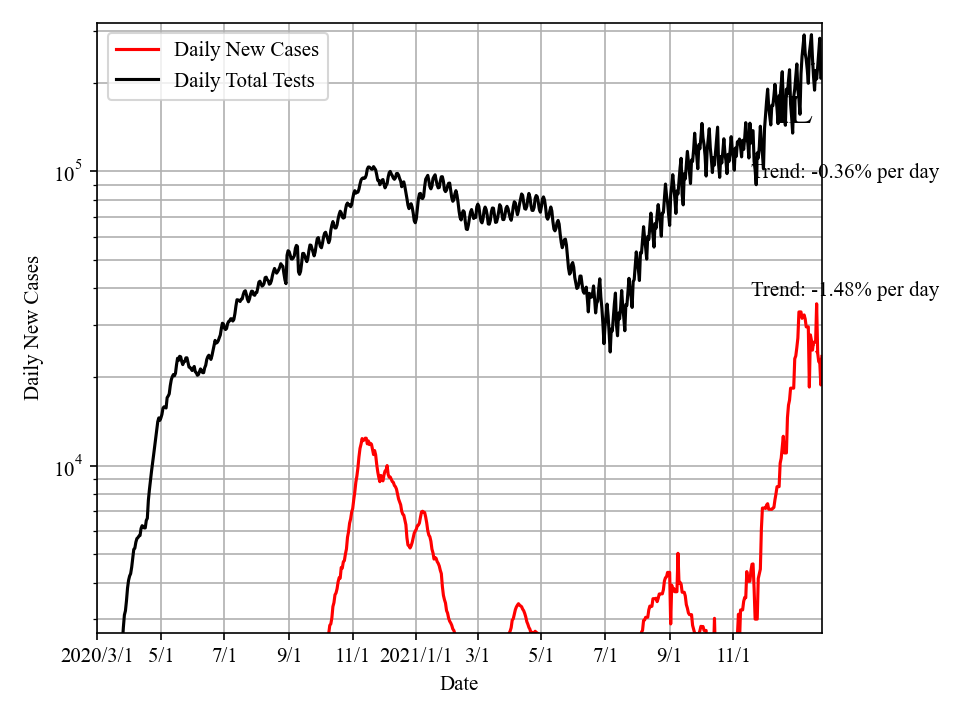 Daily New Cases
Daily Total Tests
IL
Trend: -0.36% per day
Trend: -1.48% per day
10^5
10^4
Daily New Cases
2020/3/1 5/1 7/1 9/1 11/1 2021/1/1 3/1 5/1 7/1 9/1 11/1
Date